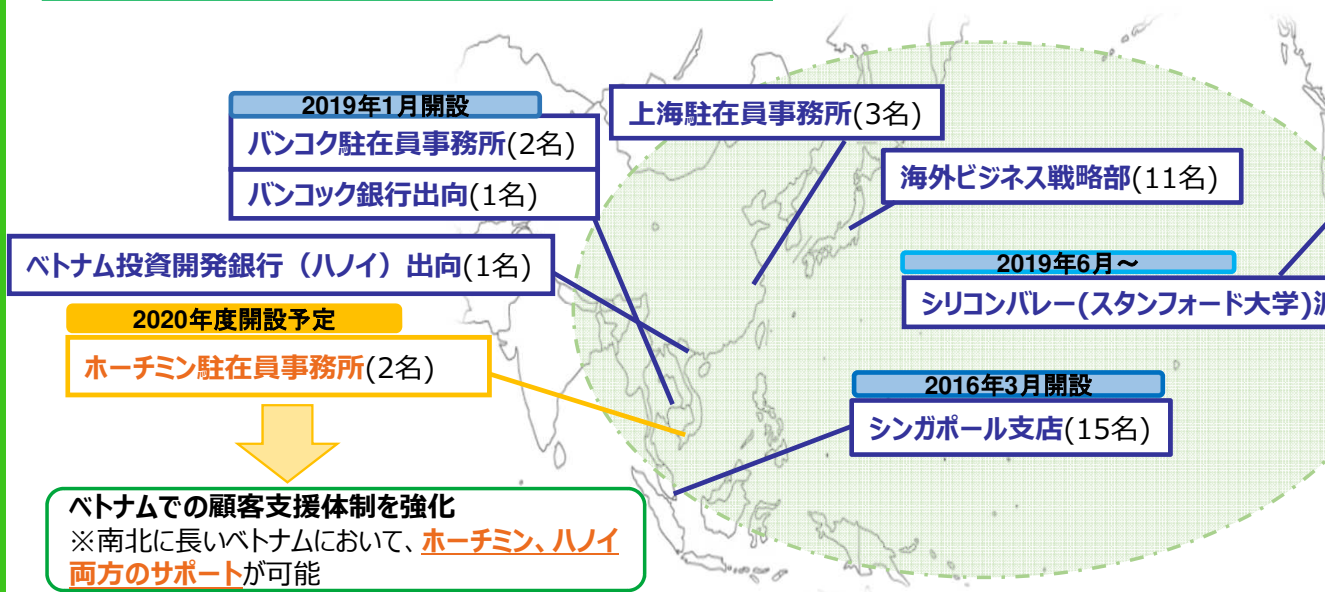 2019年1月開設
バンコク駐在員事務所(2名)
バンコック銀行出向(1名)
上海駐在員事務所(3名)
海外ビジネス戦略部(11名)
ベトナム投資開発銀行（ハノイ）出向(1名)
2019年6月～
シリコンバレー(スタンフォード大学)派
2020年度開設予定
ホーチミン駐在員事務所(2名)
2016年3月開設
シンガポール支店(15名)
ベトナムでの顧客支援体制を強化
※南北に長いベトナムにおいて、ホーチミン、ハノイ
両方のサポートが可能